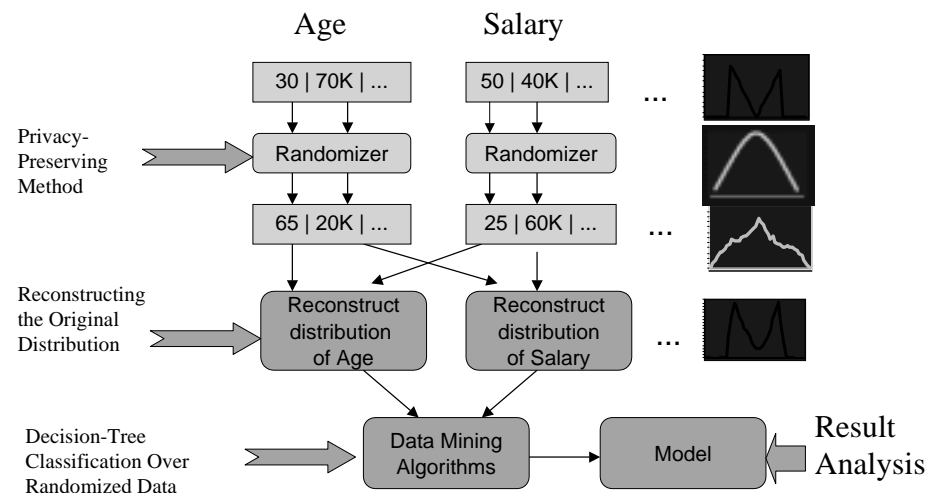 Age
Salary
30 | 70K | ...
50 | 40K | ...
...
Privacy-
Preserving
Method
Randomizer
Randomizer
65 | 20K | ...
25 | 60K | ...
...
Reconstructing
the Original
Distribution
Reconstruct
distribution
of Age
Reconstruct
distribution
of Salary
...
Decision-Tree
Classification Over
Randomized Data
Data Mining
Algorithms
Model
Result
Analysis